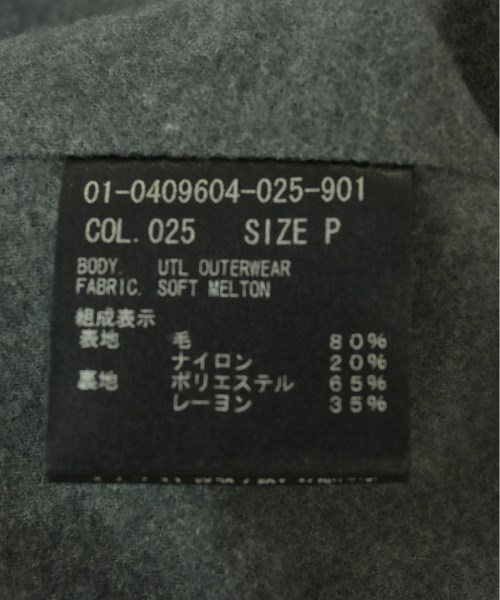 01-0409604-025-901
COL. 025 SIZE P
BODY. UTL OUTERWEAR
FABRIC. SOFT MELTON
組成表示
表地 毛 80%
ナイロン 20%
裏地 ポリエステル 65%
レーヨン 35%